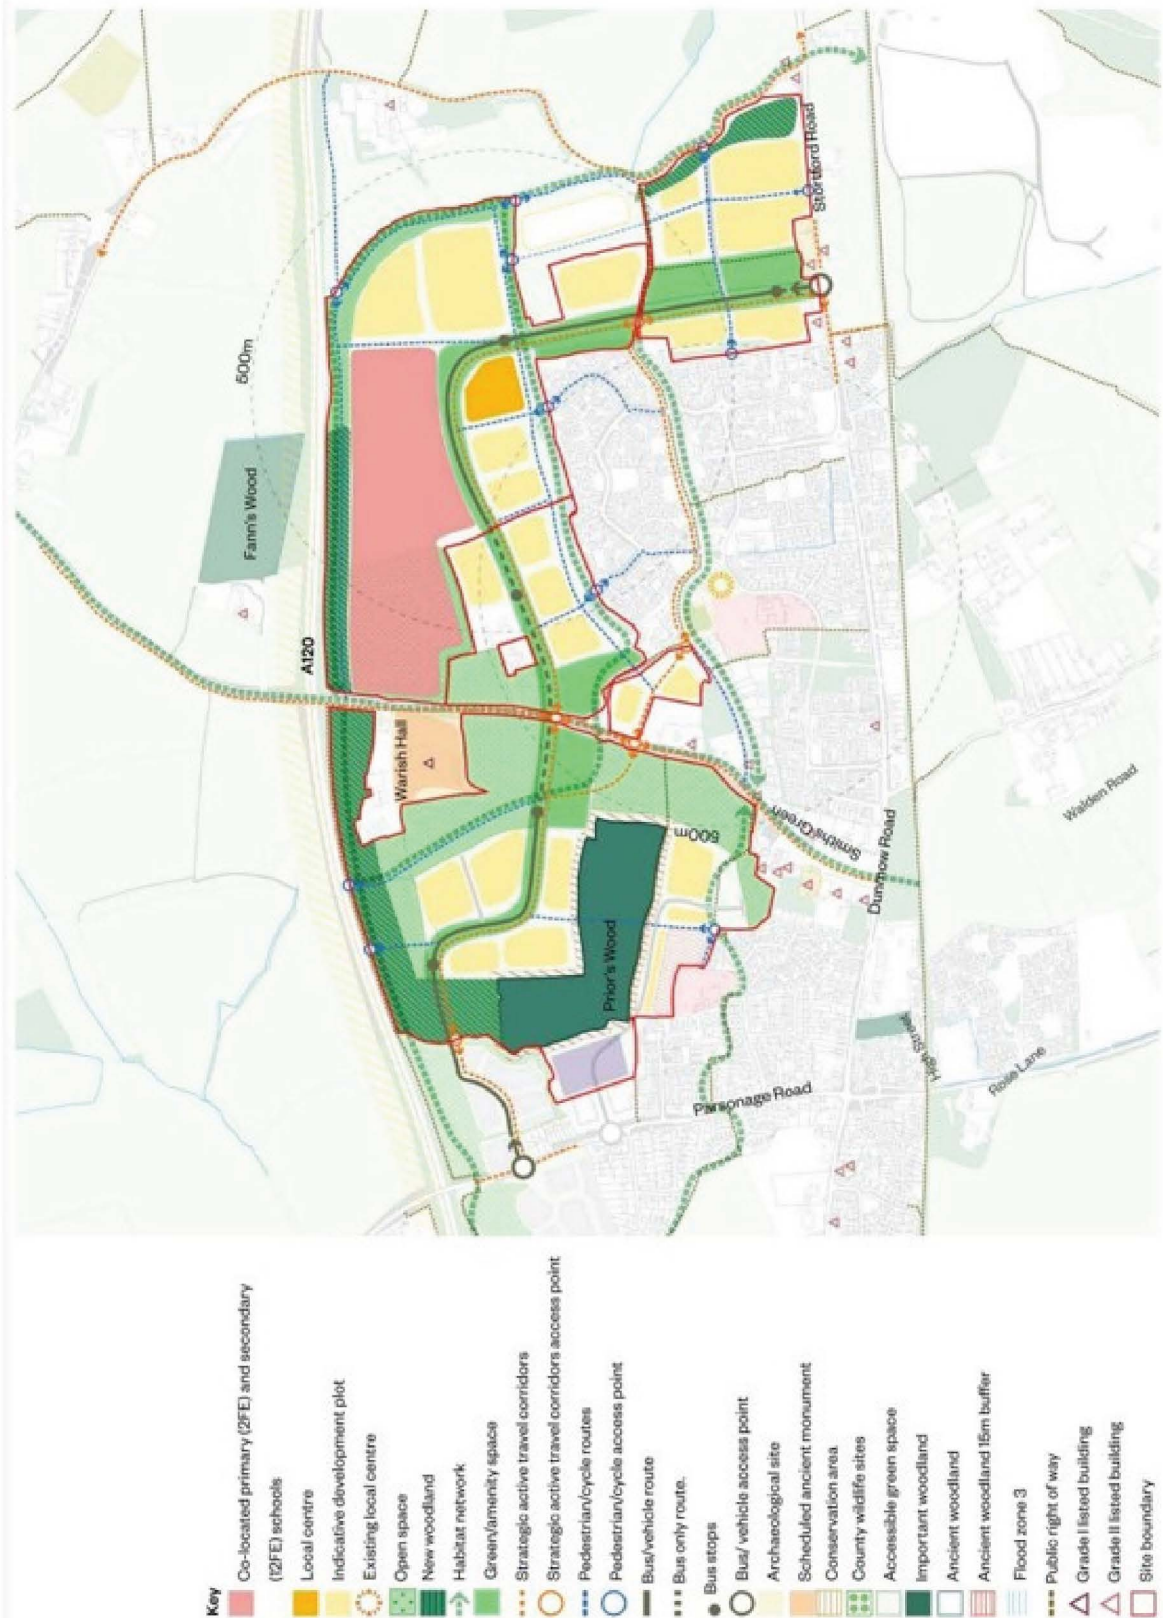 Key
Co-located primary (2FE) and secondary
(12FE) schools
Local centre
Indicative development plot
Existing local centre
Open space
New woodland
Habitat network
Green/amenity space
Strategic active travel corridors
Strategic active travel corridors access point
Pedestrian/cycle routes
Pedestrian/cycle access point
Bus/vehicle route
Bus only route.
Bus stops
Bus/ vehicle access point
Archaeological site
Scheduled ancient monument
Conservation area
County wildlife sites
Accessible green space
Important woodland
Ancient woodland
Ancient woodland 15m buffer
Flood zone 3
Public right of way
Grade I listed building
Grade II listed building
Site boundary
500m
Fann's Wood
A120
Warish Hall
Prior's Wood
500m
Smiths Green
Dunmow Road
Walden Road
Parsonage Road
High Street
Rose Lane
Stortford Road